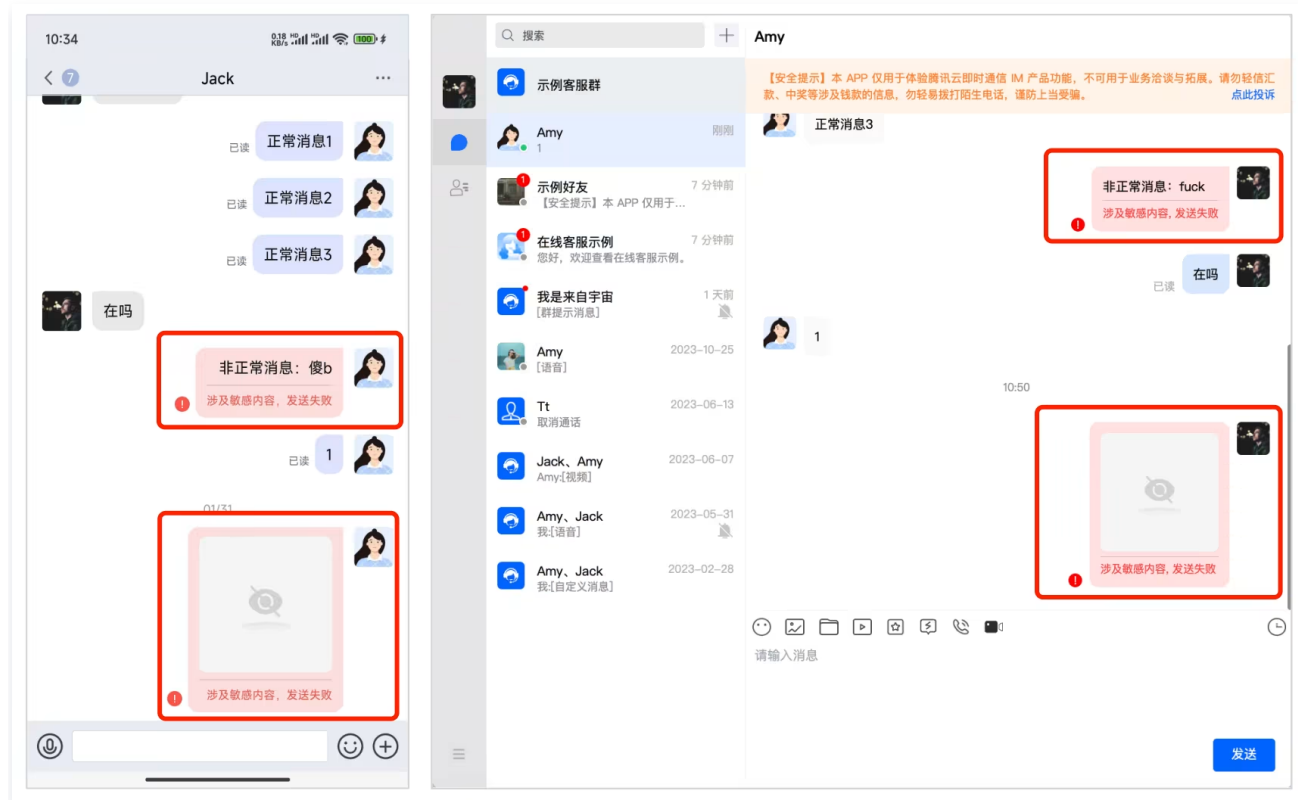 10:34
0.18 KB/s HD HD 100
7
Jack
...
已读
正常消息1
已读
正常消息2
已读
正常消息3
在吗
非正常消息：傻b
涉及敏感内容，发送失败
已读
1
01/31
涉及敏感内容，发送失败
搜索
示例客服群
Amy
刚刚
1
1
示例好友
7 分钟前
【安全提示】本 APP 仅用于...
1
在线客服示例
7 分钟前
您好，欢迎查看在线客服示例。
我是来自宇宙
1 天前
[群提示消息]
Amy
2023-10-25
[语音]
Tt
2023-06-13
取消通话
Jack、Amy
2023-06-07
Amy:[视频]
Amy、Jack
2023-05-31
我:[语音]
Amy、Jack
2023-02-28
我:[自定义消息]
Amy
【安全提示】本 APP 仅用于体验腾讯云即时通信 IM 产品功能，不可用于业务洽谈与拓展。请勿轻信汇
款、中奖等涉及钱款的信息，勿轻易拨打陌生电话，谨防上当受骗。
点此投诉
正常消息3
非正常消息：fuck
涉及敏感内容, 发送失败
已读
在吗
1
10:50
涉及敏感内容, 发送失败
请输入消息
发送